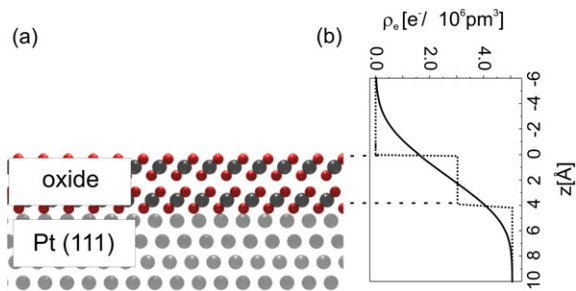 (a)
(b)
ρₑ [e⁻/ 10⁶pm³]
0.0
2.0
4.0
-6
-4
-2
0
2
4
6
8
10
z[Å]
oxide
Pt (111)